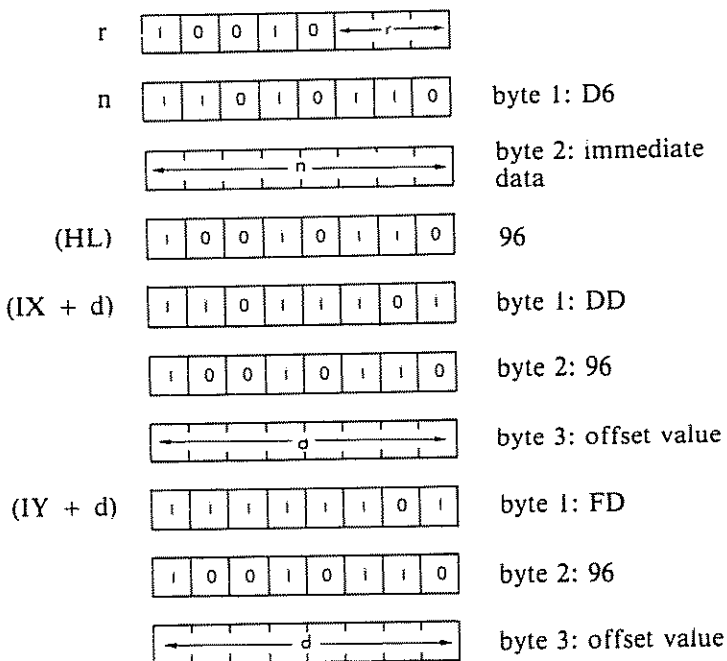 r 1 0 0 1 0 r
n 1 1 0 1 0 1 1 0 byte 1: D6
n byte 2: immediate
data
(HL) 1 0 0 1 0 1 1 0 96
(IX + d) 1 1 0 1 1 1 0 1 byte 1: DD
1 0 0 1 0 1 1 0 byte 2: 96
d byte 3: offset value
(IY + d) 1 1 1 1 1 1 0 1 byte 1: FD
1 0 0 1 0 1 1 0 byte 2: 96
d byte 3: offset value